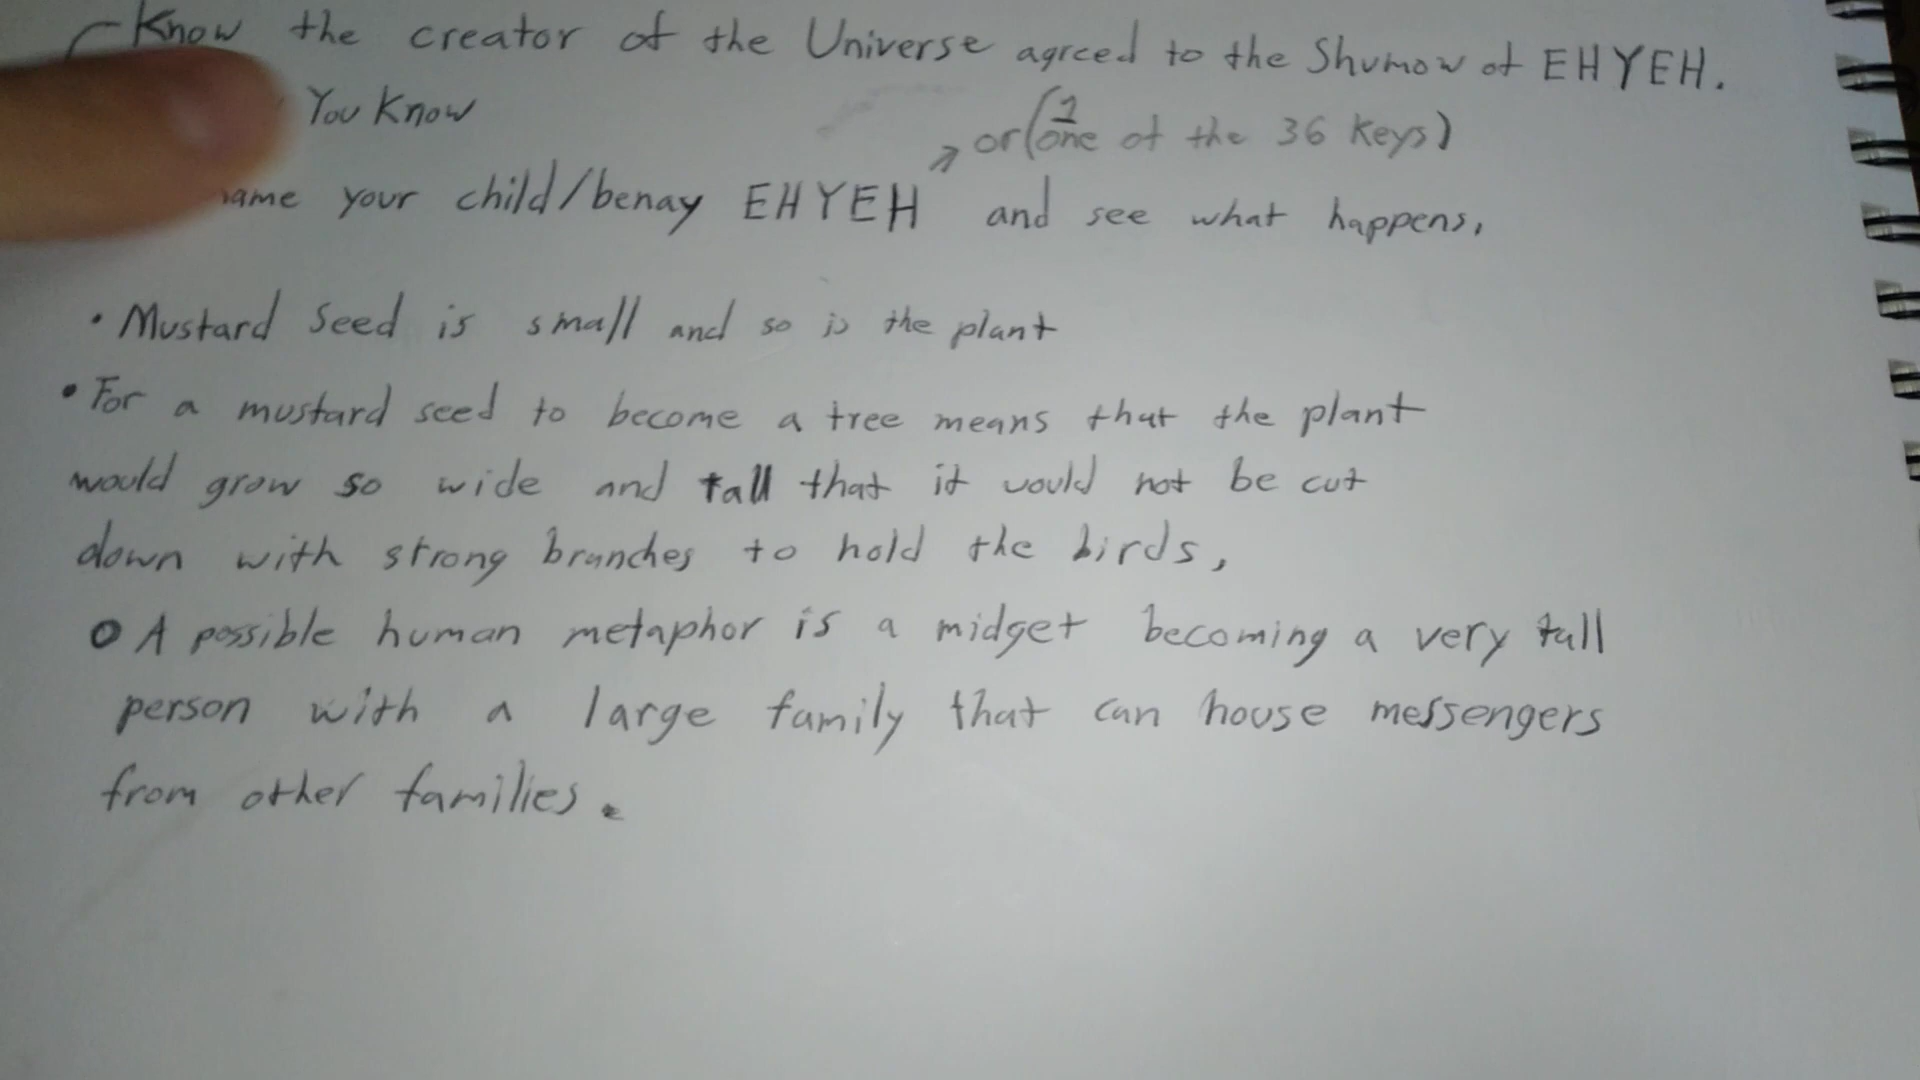 Know the creator of the Universe agreed to the Shumow of EHYEH.
You Know
or (1 one of the 36 keys)
your child/benay EHYEH and see what happens.
• Mustard Seed is small and so is the plant
• For a mustard seed to become a tree means that the plant
would grow so wide and tall that it would not be cut
down with strong branches to hold the birds,
O A possible human metaphor is a midget becoming a very tall
person with a large family that can house messengers
from other families.